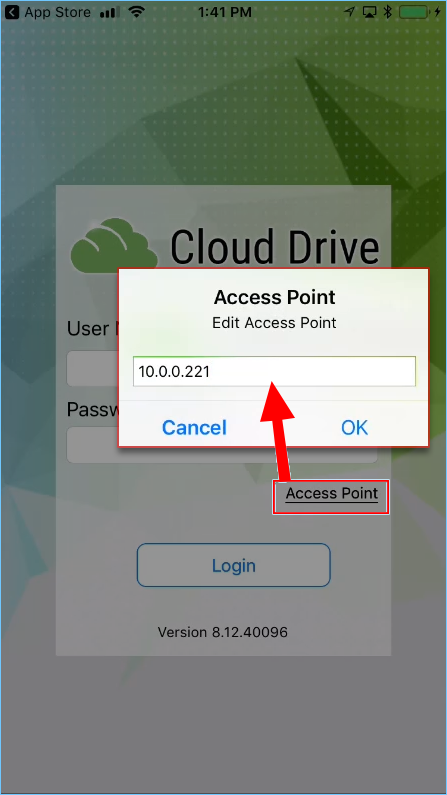 App Store 1:41 PM
Cloud Drive
Access Point
Edit Access Point
User
10.0.0.221
Passw
Cancel OK
Access Point
Login
Version 8.12.40096